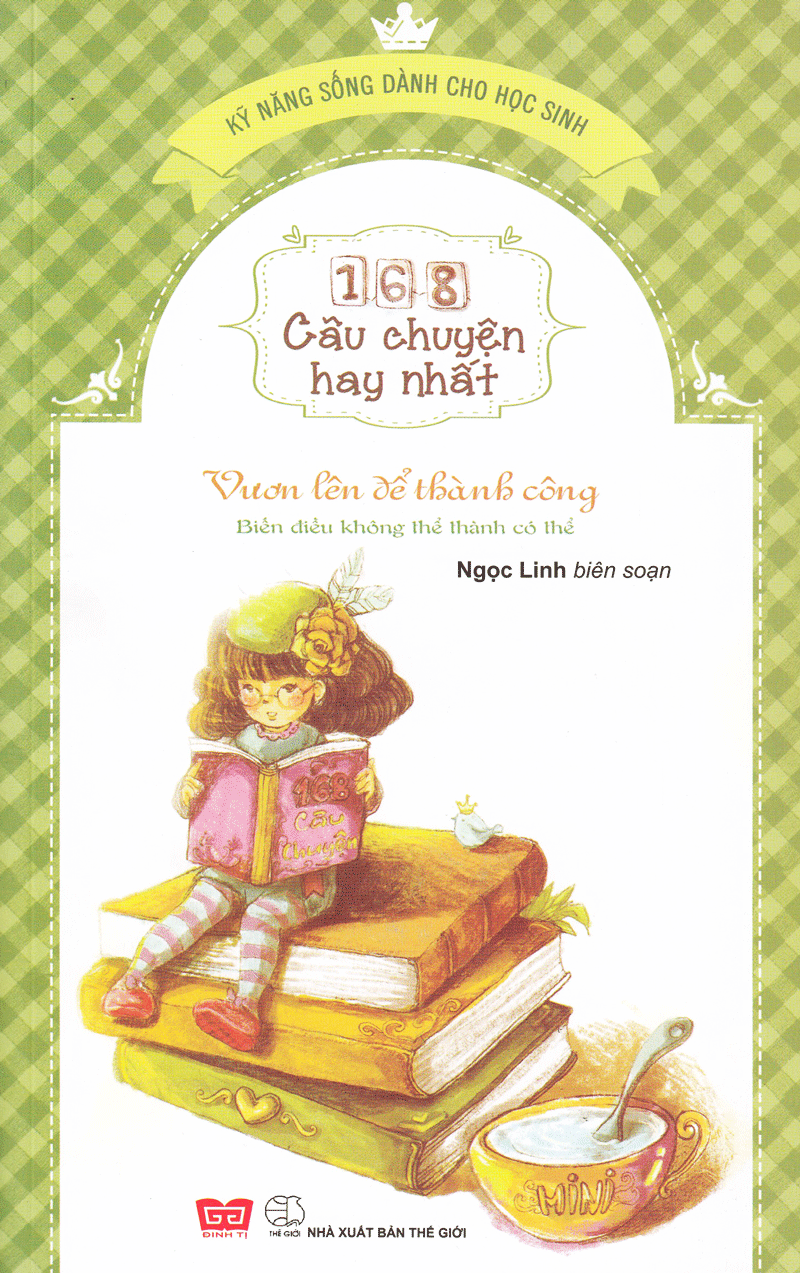 KỸ NĂNG SỐNG DÀNH CHO HỌC SINH
168
Câu chuyện
hay nhất
Vươn lên để thành công
Biến điều không thể thành có thể
Ngọc Linh biên soạn
168
Câu
chuyện
MINI
ĐINH TỊ
THẾ GIỚI
NHÀ XUẤT BẢN THẾ GIỚI